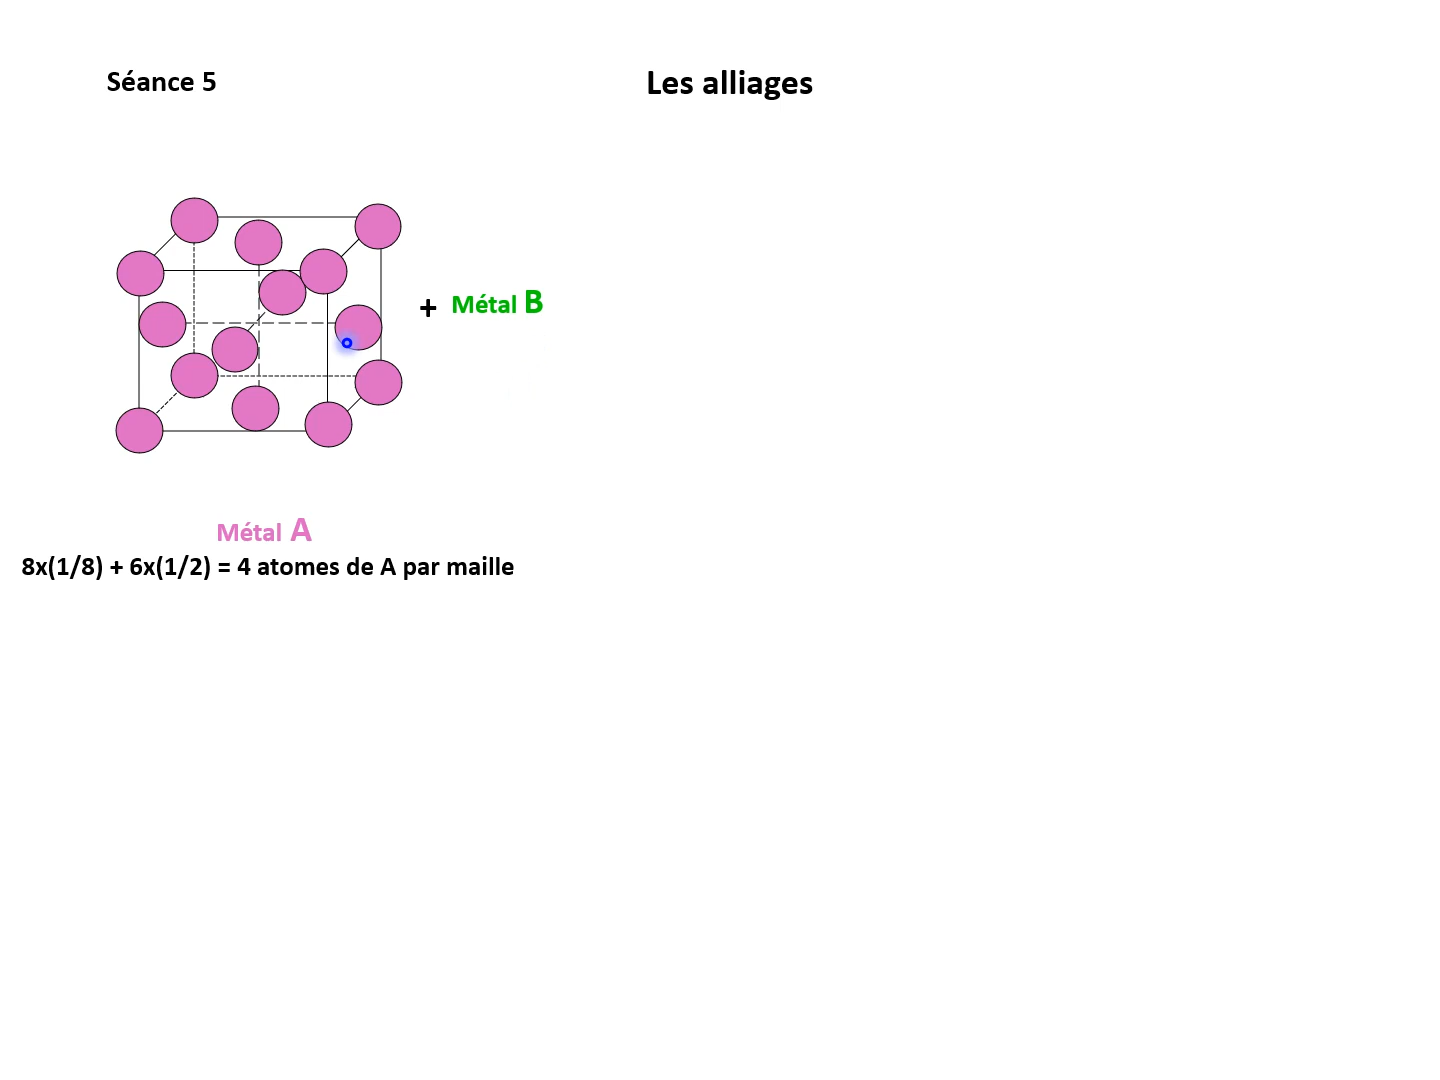 Séance 5
Les alliages
+ Métal B
Métal A
8x(1/8) + 6x(1/2) = 4 atomes de A par maille